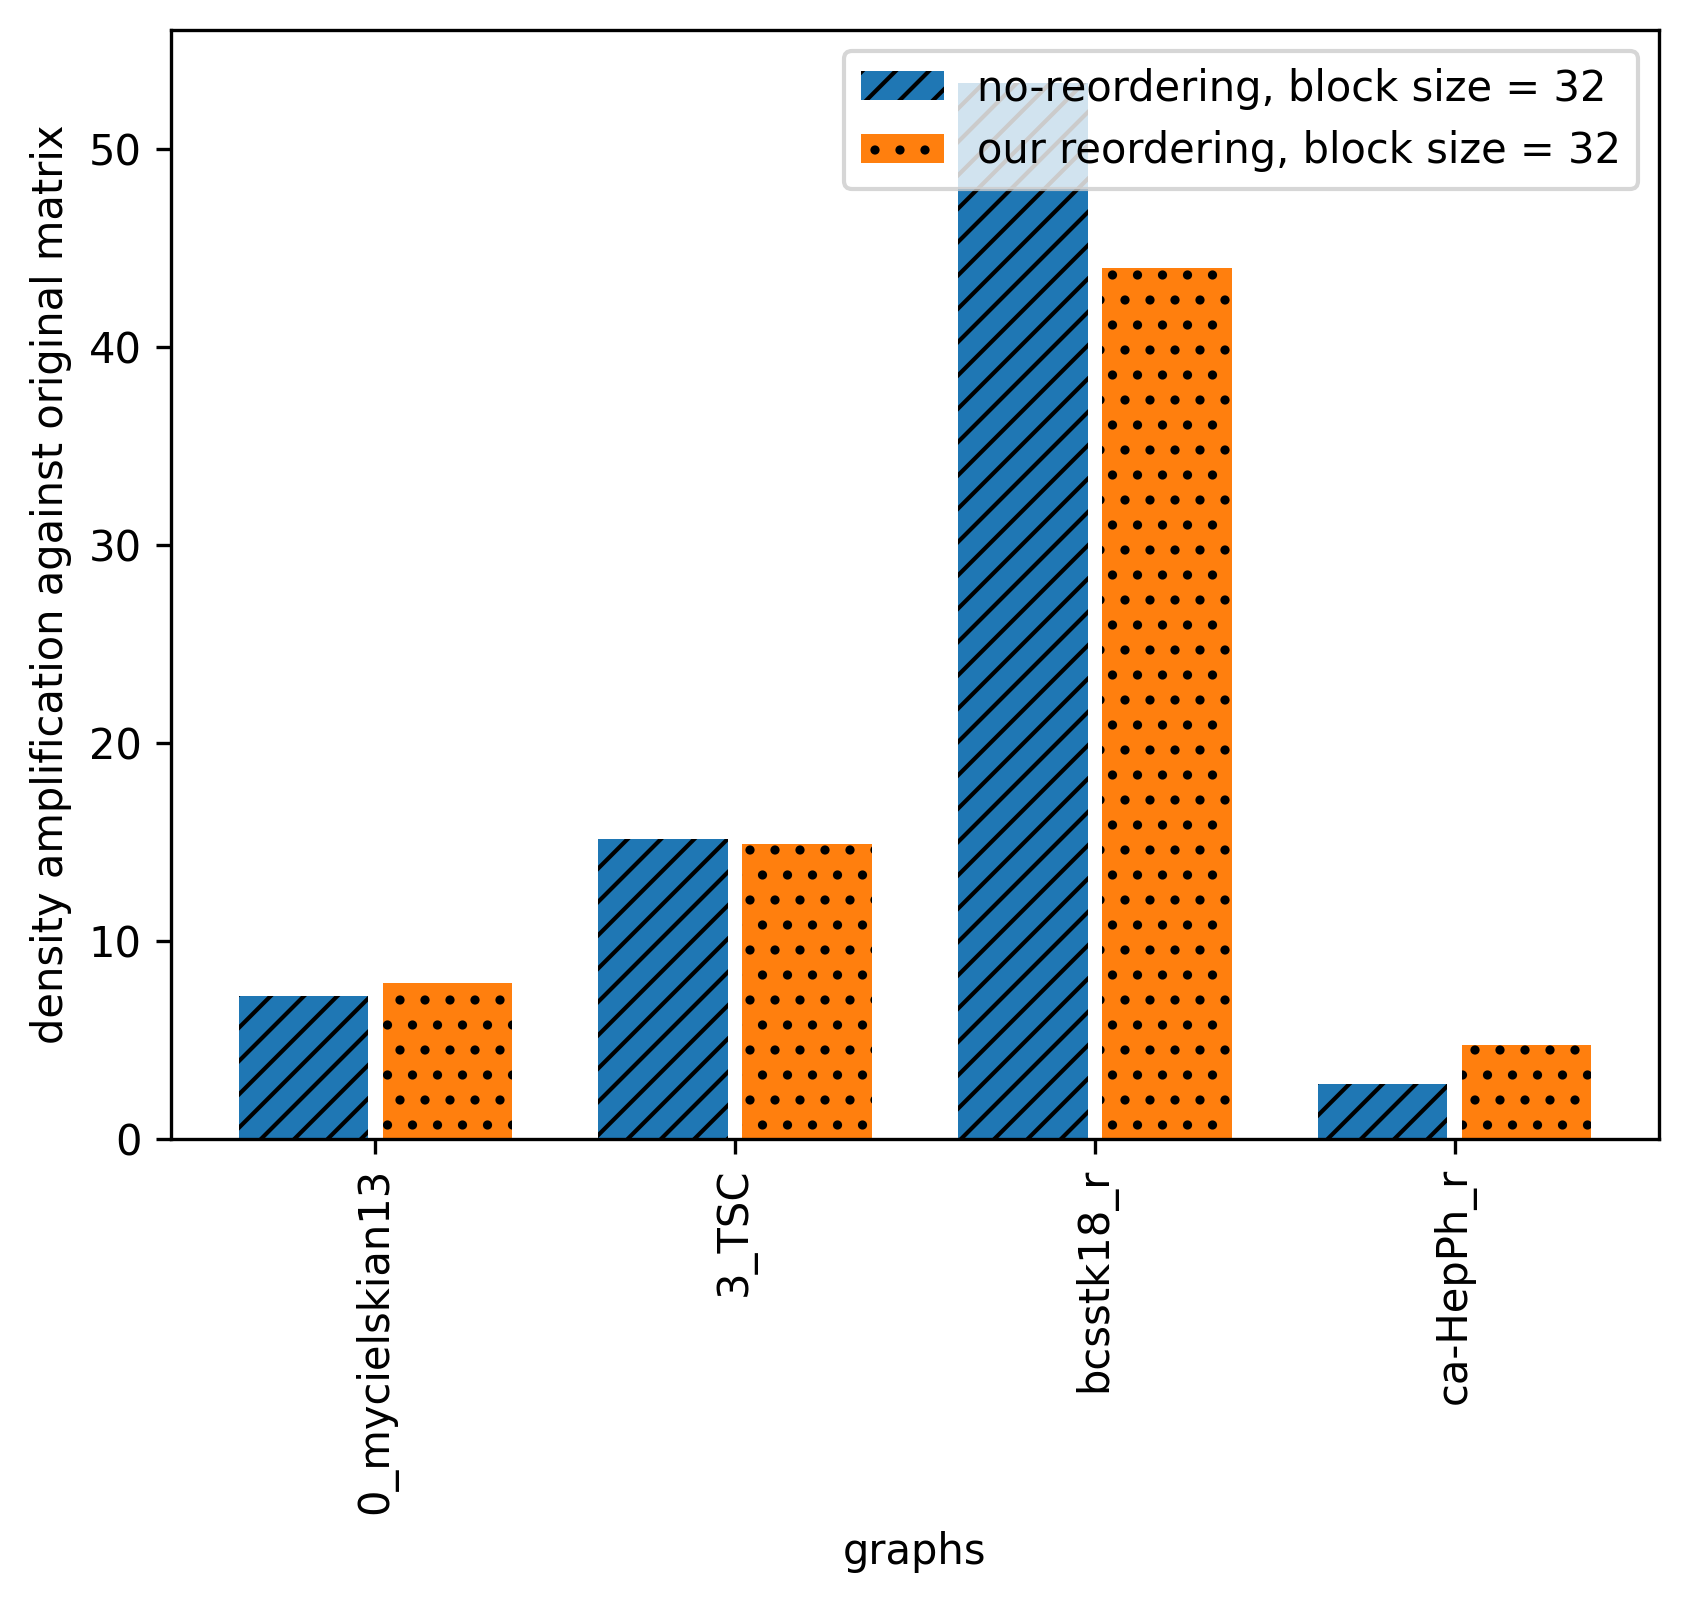 no-reordering, block size = 32
our reordering, block size = 32
density amplification against original matrix
50
40
30
20
10
0
0_mycielskian13
3_TSC
bcsstk18_r
ca-HepPh_r
graphs